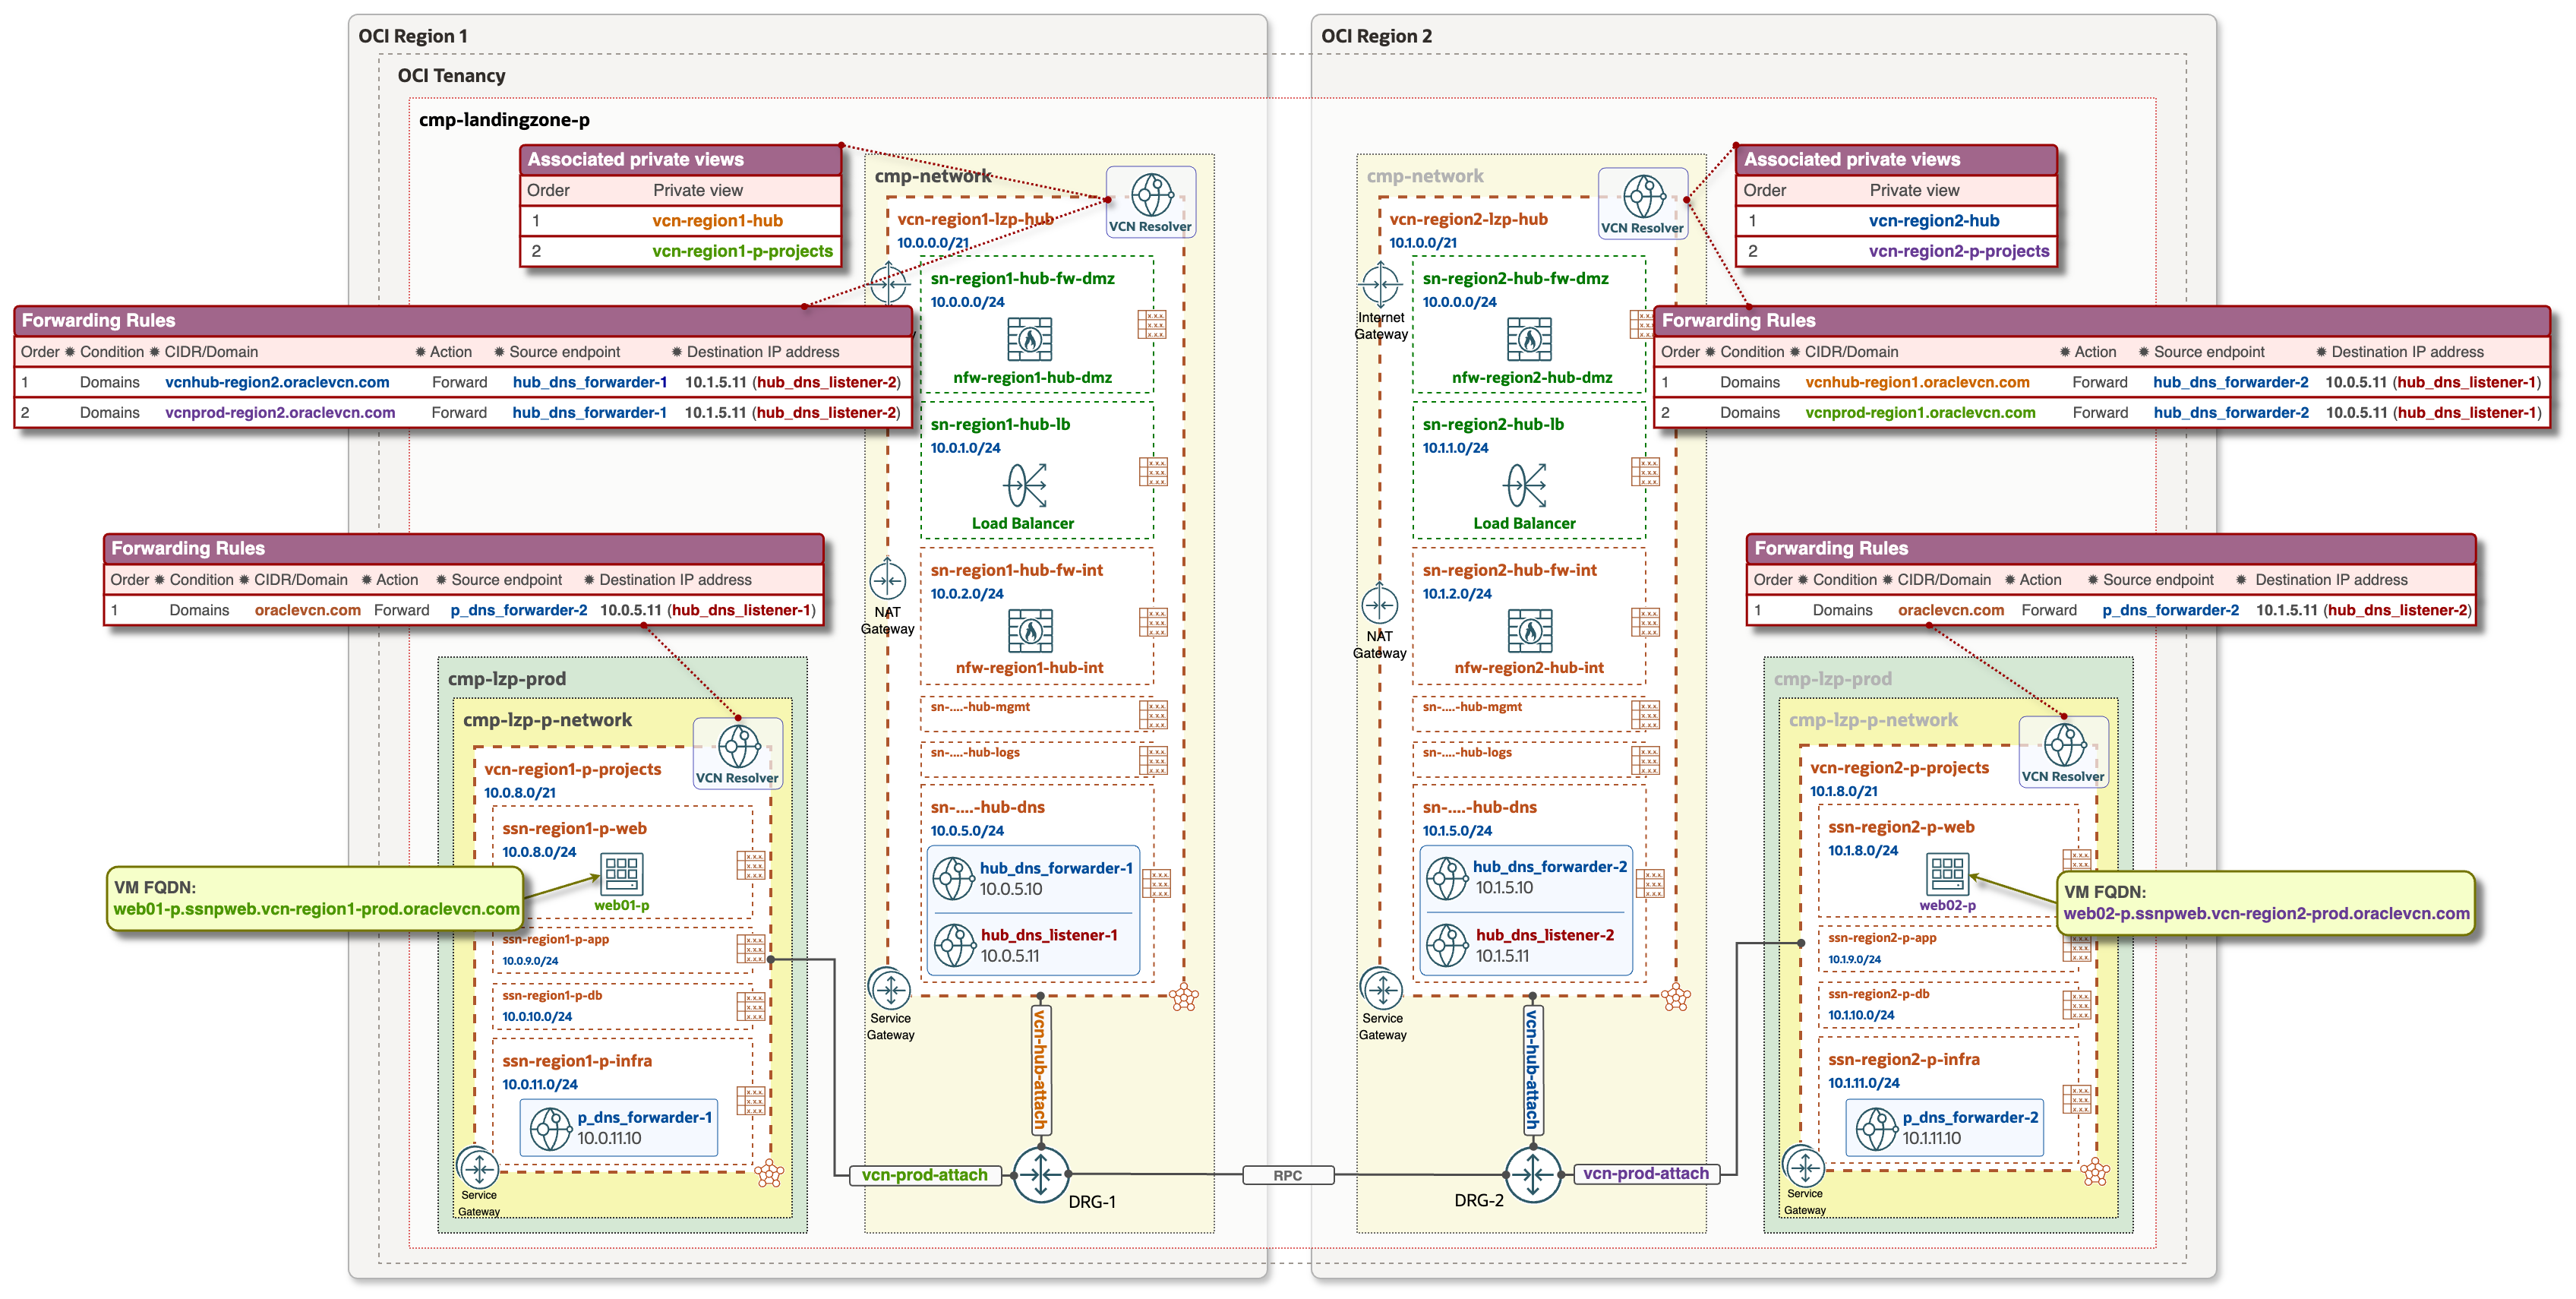 OCI Region 1
OCI Tenancy
cmp-landingzone-p
Associated private views
Order Private view
1 vcn-region1-hub
2 vcn-region1-p-projects
Forwarding Rules
Order ✹ Condition ✹ CIDR/Domain ✹ Action ✹ Source endpoint ✹ Destination IP address
1 Domains vcnhub-region2.oraclevcn.com Forward hub_dns_forwarder-1 10.1.5.11 (hub_dns_listener-2)
2 Domains vcnprod-region2.oraclevcn.com Forward hub_dns_forwarder-1 10.1.5.11 (hub_dns_listener-2)
Forwarding Rules
Order ✹ Condition ✹ CIDR/Domain ✹ Action ✹ Source endpoint ✹ Destination IP address
1 Domains oraclevcn.com Forward p_dns_forwarder-2 10.0.5.11 (hub_dns_listener-1)
cmp-lzp-prod
cmp-lzp-p-network
VCN Resolver
vcn-region1-p-projects
10.0.8.0/21
ssn-region1-p-web
10.0.8.0/24
web01-p
VM FQDN:
web01-p.ssnpweb.vcn-region1-prod.oraclevcn.com
ssn-region1-p-app
10.0.9.0/24
ssn-region1-p-db
10.0.10.0/24
ssn-region1-p-infra
10.0.11.0/24
p_dns_forwarder-1
10.0.11.10
Service
Gateway
cmp-network
VCN Resolver
vcn-region1-lzp-hub
10.0.0.0/21
sn-region1-hub-fw-dmz
10.0.0.0/24
nfw-region1-hub-dmz
sn-region1-hub-lb
10.0.1.0/24
Load Balancer
sn-region1-hub-fw-int
10.0.2.0/24
nfw-region1-hub-int
NAT
Gateway
sn-....-hub-mgmt
sn-....-hub-logs
sn-....-hub-dns
10.0.5.0/24
hub_dns_forwarder-1
10.0.5.10
hub_dns_listener-1
10.0.5.11
Service
Gateway
vcn-hub-attach
vcn-prod-attach
DRG-1
RPC
OCI Region 2
cmp-network
VCN Resolver
vcn-region2-lzp-hub
10.1.0.0/21
Internet
Gateway
sn-region2-hub-fw-dmz
10.0.0.0/24
nfw-region2-hub-dmz
sn-region2-hub-lb
10.1.1.0/24
Load Balancer
sn-region2-hub-fw-int
10.1.2.0/24
nfw-region2-hub-int
NAT
Gateway
sn-....-hub-mgmt
sn-....-hub-logs
sn-....-hub-dns
10.1.5.0/24
hub_dns_forwarder-2
10.1.5.10
hub_dns_listener-2
10.1.5.11
Service
Gateway
vcn-hub-attach
DRG-2
vcn-prod-attach
Associated private views
Order Private view
1 vcn-region2-hub
2 vcn-region2-p-projects
Forwarding Rules
Order ✹ Condition ✹ CIDR/Domain ✹ Action ✹ Source endpoint ✹ Destination IP address
1 Domains vcnhub-region1.oraclevcn.com Forward hub_dns_forwarder-2 10.0.5.11 (hub_dns_listener-1)
2 Domains vcnprod-region1.oraclevcn.com Forward hub_dns_forwarder-2 10.0.5.11 (hub_dns_listener-1)
Forwarding Rules
Order ✹ Condition ✹ CIDR/Domain ✹ Action ✹ Source endpoint ✹ Destination IP address
1 Domains oraclevcn.com Forward p_dns_forwarder-2 10.1.5.11 (hub_dns_listener-2)
cmp-lzp-prod
cmp-lzp-p-network
VCN Resolver
vcn-region2-p-projects
10.1.8.0/21
ssn-region2-p-web
10.1.8.0/24
web02-p
VM FQDN:
web02-p.ssnpweb.vcn-region2-prod.oraclevcn.com
ssn-region2-p-app
10.1.9.0/24
ssn-region2-p-db
10.1.10.0/24
ssn-region2-p-infra
10.1.11.0/24
p_dns_forwarder-2
10.1.11.10
Service
Gateway